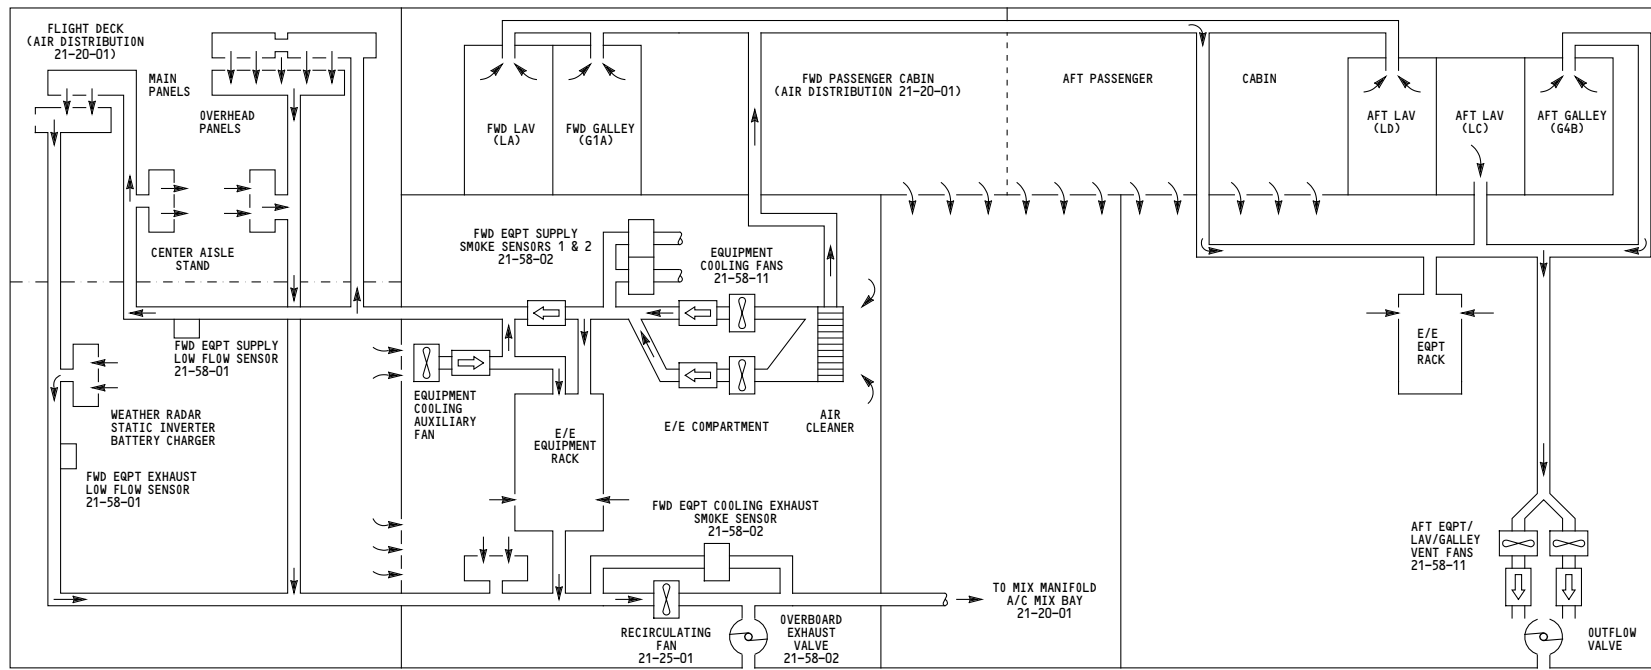 FLIGHT DECK
(AIR DISTRIBUTION
21-20-01)
MAIN
PANELS
OVERHEAD
PANELS
CENTER AISLE
STAND
FWD LAV
(LA)
FWD GALLEY
(G1A)
FWD PASSENGER CABIN
(AIR DISTRIBUTION 21-20-01)
AFT PASSENGER
CABIN
AFT LAV
(LD)
AFT LAV
(LC)
AFT GALLEY
(G4B)
FWD EQPT SUPPLY
SMOKE SENSORS 1 & 2
21-58-02
EQUIPMENT
COOLING FANS
21-58-11
FWD EQPT SUPPLY
LOW FLOW SENSOR
21-58-01
WEATHER RADAR
STATIC INVERTER
BATTERY CHARGER
FWD EQPT EXHAUST
LOW FLOW SENSOR
21-58-01
EQUIPMENT
COOLING
AUXILIARY
FAN
E/E
EQUIPMENT
RACK
E/E COMPARTMENT
AIR
CLEANER
E/E
EQPT
RACK
FWD EQPT COOLING EXHAUST
SMOKE SENSOR
21-58-02
RECIRCULATING
FAN
21-25-01
OVERBOARD
EXHAUST
VALVE
21-58-02
TO MIX MANIFOLD
A/C MIX BAY
21-20-01
AFT EQPT/
LAV/GALLEY
VENT FANS
21-58-11
OUTFLOW
VALVE